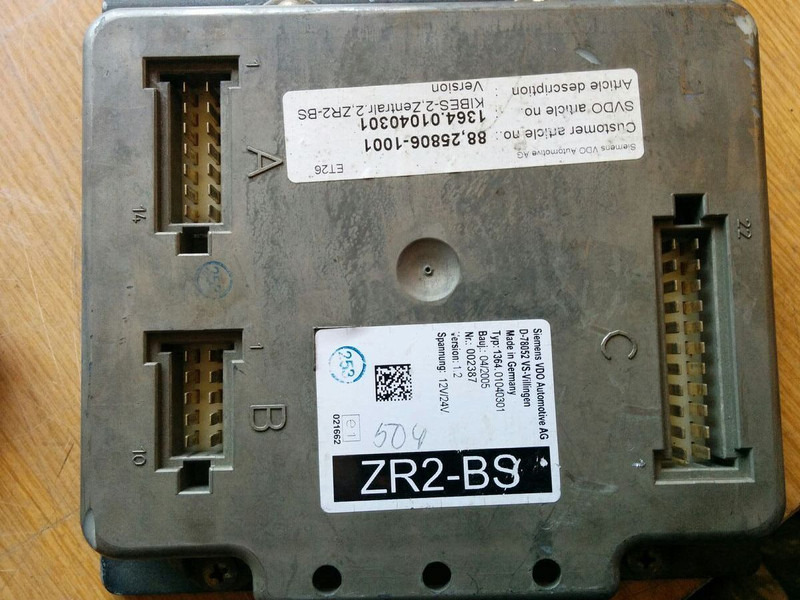 Siemens VDO Automotive AG
Customer article no.: 88.25806-1001
SVDO article no. : 1364.01040301
Article description : KIBES-2,Zentralr.2,ZR2-BS
Version :
ET26
1
A
14
1
B
10
22
C
Siemens VDO Automotive AG
D-78052 VS-Villingen
Made in Germany
Typ: 1364.01040301
Bauj.: 04/2005
Nr.: 002387
Version: 1.2
Spannung: 12V/24V
253
e1
021662
504
ZR2-BS